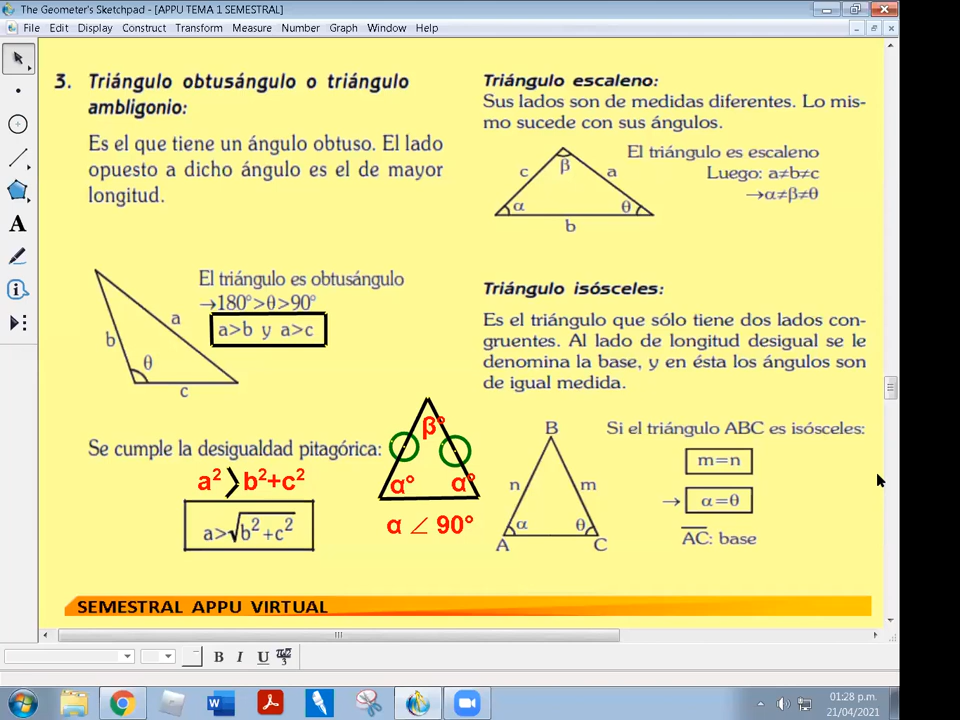 The Geometer's Sketchpad - [APPU TEMA 1 SEMESTRAL]
File Edit Display Construct Transform Measure Number Graph Window Help
3. Triángulo obtusángulo o triángulo
ambligonio:
Es el que tiene un ángulo obtuso. El lado
opuesto a dicho ángulo es el de mayor
longitud.
b
a
θ
c
El triángulo es obtusángulo
→180°>θ>90°
a>b y a>c
Se cumple la desigualdad pitagórica:
a²>b²+c²
a>√b²+c²
β°
α° α°
α ∠ 90°
Triángulo escaleno:
Sus lados son de medidas diferentes. Lo mis-
mo sucede con sus ángulos.
c
β
a
α
θ
b
El triángulo es escaleno
Luego: a≠b≠c
→α≠β≠θ
Triángulo isósceles:
Es el triángulo que sólo tiene dos lados con-
gruentes. Al lado de longitud desigual se le
denomina la base, y en ésta los ángulos son
de igual medida.
B
n m
α θ
A C
Si el triángulo ABC es isósceles:
m=n
→ α=θ
AC: base
SEMESTRAL APPU VIRTUAL
A
B I U
01:28 p.m.
21/04/2021